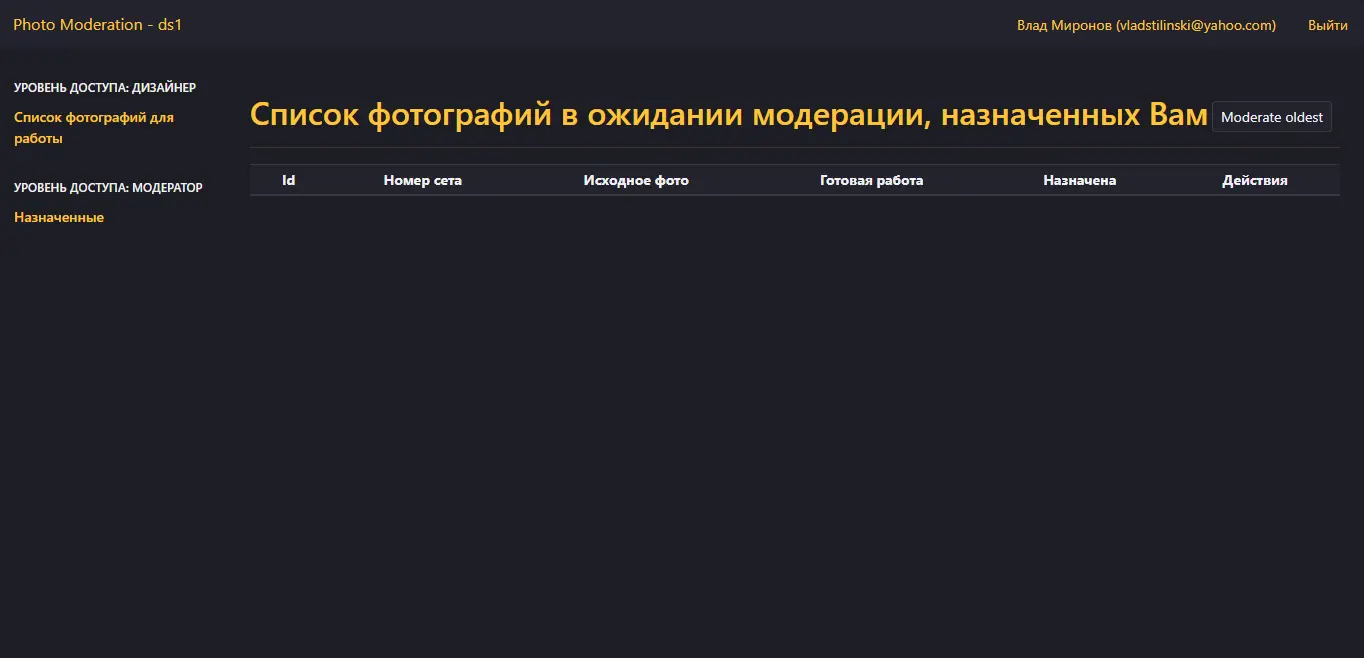 Photo Moderation - ds1
Влад Миронов (vladstilinski@yahoo.com)
Выйти
УРОВЕНЬ ДОСТУПА: ДИЗАЙНЕР
Список фотографий для
работы
УРОВЕНЬ ДОСТУПА: МОДЕРАТОР
Назначенные
Список фотографий в ожидании модерации, назначенных Вам
Moderate oldest
Id Номер сета Исходное фото Готовая работа Назначена Действия